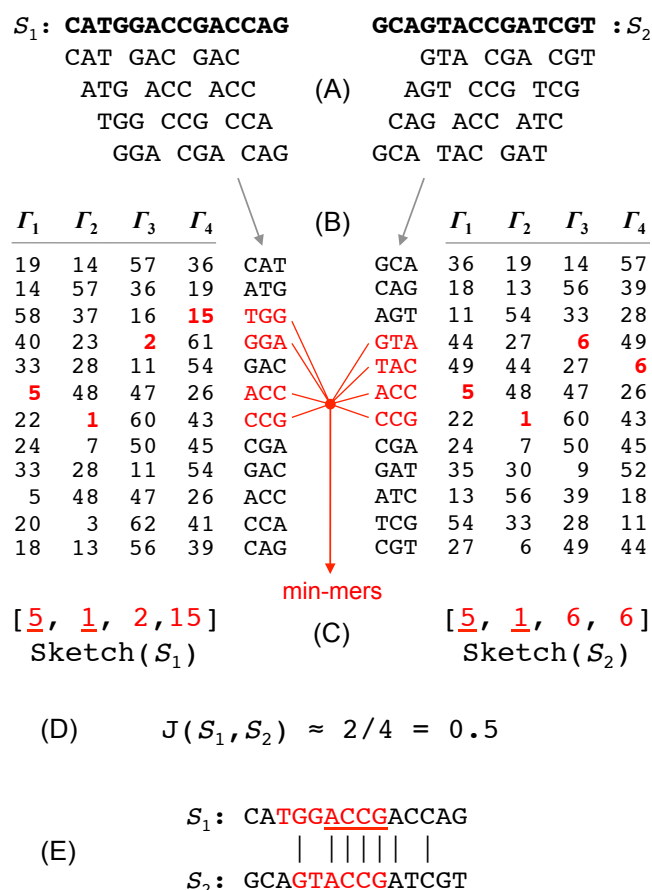 S1: CATGGACCGACCAG GCAGTACCGATCGT :S2
CAT GAC GAC GTA CGA CGT
ATG ACC ACC (A) AGT CCG TCG
TGG CCG CCA CAG ACC ATC
GGA CGA CAG GCA TAC GAT
Γ1 Γ2 Γ3 Γ4 (B) Γ1 Γ2 Γ3 Γ4
19 14 57 36 CAT GCA 36 19 14 57
14 57 36 19 ATG CAG 18 13 56 39
58 37 16 15 TGG AGT 11 54 33 28
40 23 2 61 GGA GTA 44 27 6 49
33 28 11 54 GAC TAC 49 44 27 6
5 48 47 26 ACC ACC 5 48 47 26
22 1 60 43 CCG CCG 22 1 60 43
24 7 50 45 CGA CGA 24 7 50 45
33 28 11 54 GAC GAT 35 30 9 52
5 48 47 26 ACC ATC 13 56 39 18
20 3 62 41 CCA TCG 54 33 28 11
18 13 56 39 CAG CGT 27 6 49 44
min-mers
[5, 1, 2,15] [5, 1, 6, 6]
Sketch(S1) (C) Sketch(S2)
(D) J(S1,S2) ≈ 2/4 = 0.5
S1: CATGGACCGACCAG
(E)
S2: GCAGTACCGATCGT